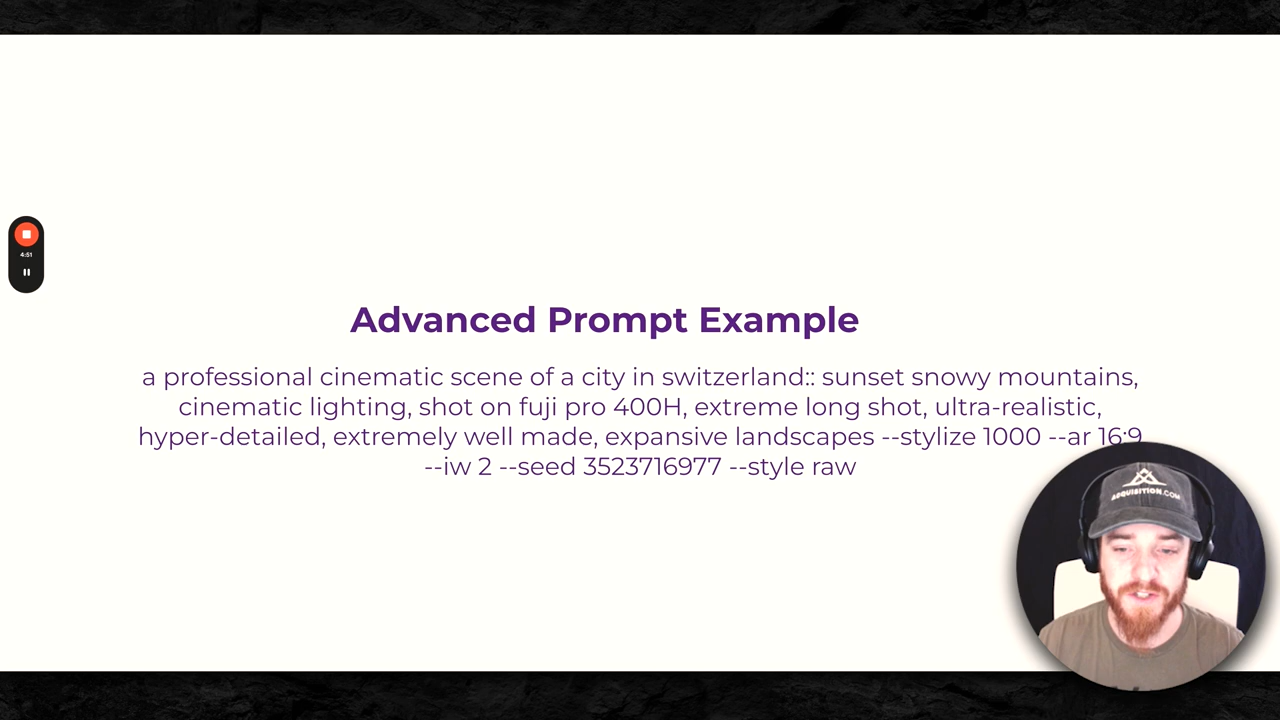 4:51
Advanced Prompt Example
a professional cinematic scene of a city in switzerland:: sunset snowy mountains,
cinematic lighting, shot on fuji pro 400H, extreme long shot, ultra-realistic,
hyper-detailed, extremely well made, expansive landscapes --stylize 1000 --ar 16:9
--iw 2 --seed 3523716977 --style raw
ACQUISITION.COM